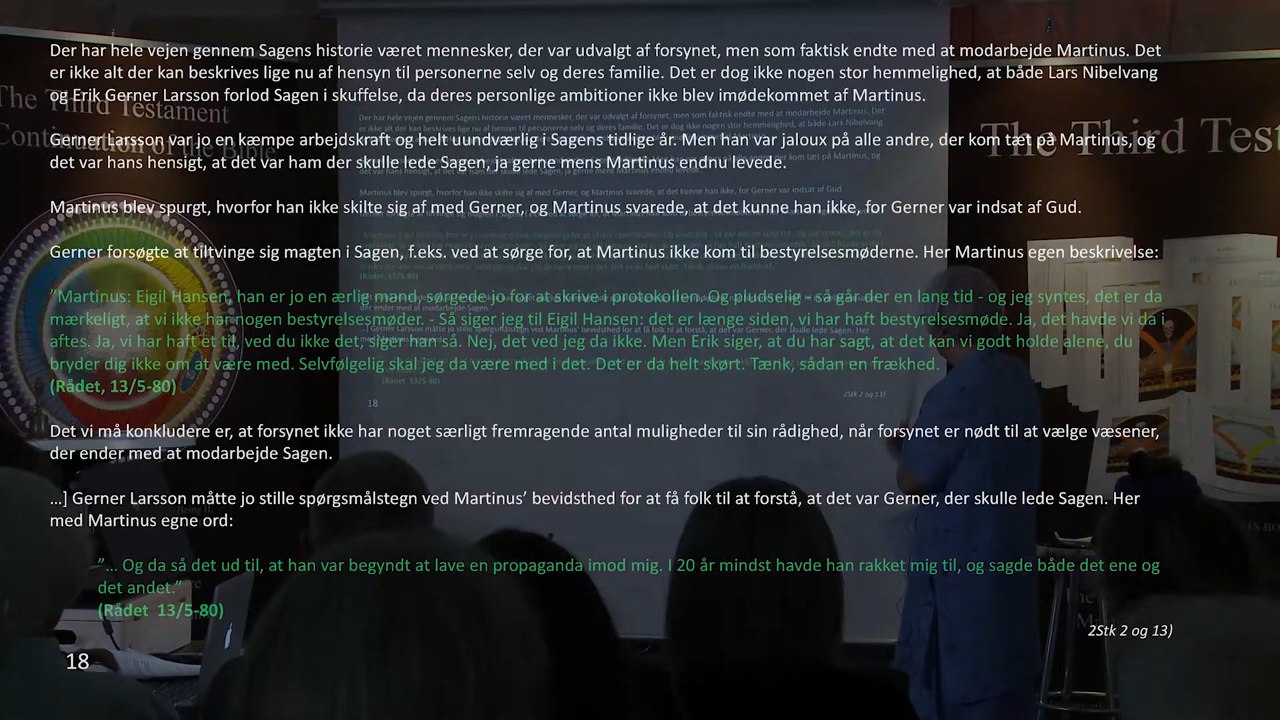 Der har hele vejen gennem Sagens historie været mennesker, der var udvalgt af forsynet, men som faktisk endte med at modarbejde Martinus. Det
er ikke alt der kan beskrives lige nu af hensyn til personerne selv og deres familie. Det er dog ikke nogen stor hemmelighed, at både Lars Nibelvang
og Erik Gerner Larsson forlod Sagen i skuffelse, da deres personlige ambitioner ikke blev imødekommet af Martinus.
Gerner Larsson var jo en kæmpe arbejdskraft og helt uundværlig i Sagens tidlige år. Men han var jaloux på alle andre, der kom tæt på Martinus, og
det var hans hensigt, at det var ham der skulle lede Sagen, ja gerne mens Martinus endnu levede.
Martinus blev spurgt, hvorfor han ikke skilte sig af med Gerner, og Martinus svarede, at det kunne han ikke, for Gerner var indsat af Gud.
Gerner forsøgte at tiltvinge sig magten i Sagen, f.eks. ved at sørge for, at Martinus ikke kom til bestyrelsesmøderne. Her Martinus egen beskrivelse:
”Martinus: Eigil Hansen, han er jo en ærlig mand, sørgede jo for at skrive i protokollen. Og pludselig – så går der en lang tid - og jeg syntes, det er da
mærkeligt, at vi ikke har nogen bestyrelsesmøder. - Så siger jeg til Eigil Hansen: det er længe siden, vi har haft bestyrelsesmøde. Ja, det havde vi da i
aftes. Ja, vi har haft et til, ved du ikke det, siger han så. Nej, det ved jeg da ikke. Men Erik siger, at du har sagt, at det kan vi godt holde alene, du
bryder dig ikke om at være med. Selvfølgelig skal jeg da være med i det. Det er da helt skørt. Tænk, sådan en frækhed.
(Rådet, 13/5-80)
Det vi må konkludere er, at forsynet ikke har noget særligt fremragende antal muligheder til sin rådighed, når forsynet er nødt til at vælge væsener,
der ender med at modarbejde Sagen.
…] Gerner Larsson måtte jo stille spørgsmålstegn ved Martinus’ bevidsthed for at få folk til at forstå, at det var Gerner, der skulle lede Sagen. Her
med Martinus egne ord:
”… Og da så det ud til, at han var begyndt at lave en propaganda imod mig. I 20 år mindst havde han rakket mig til, og sagde både det ene og
det andet.”
(Rådet 13/5-80)
2Stk 2 og 13)
18
The Third Testament
The Third Test
18
2Stk 2 og 13)
(Rådet 13/5-80)